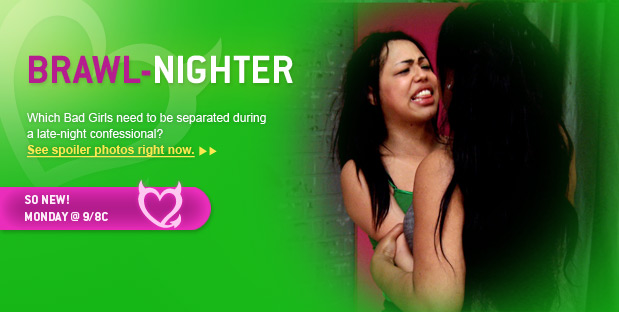 BRAWL-NIGHTER
Which Bad Girls need to be separated during
a late-night confessional?
See spoiler photos right now.
SO NEW!
MONDAY @ 9/8C